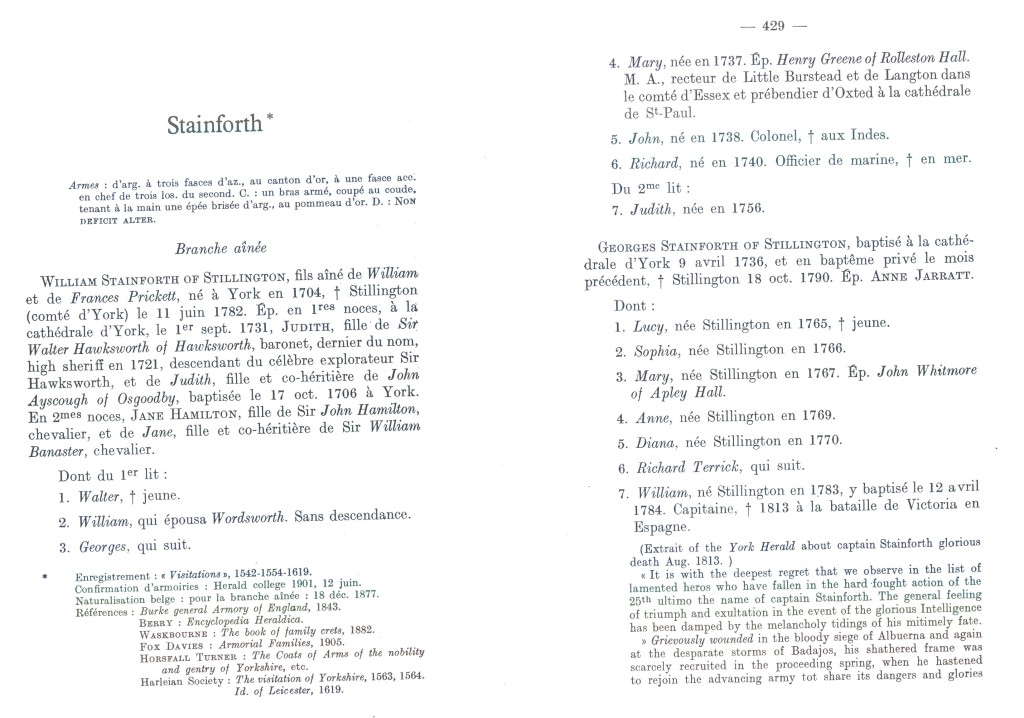 Stainforth*
Armes : d'arg. à trois fasces d'az., au canton d'or, à une fasce acc.
en chef de trois los. du second. C. : un bras armé, coupé au coude,
tenant à la main une épée brisée d'arg., au pommeau d'or. D. : NON
DEFICIT ALTER.
Branche aînée
WILLIAM STAINFORTH OF STILLINGTON, fils aîné de William
et de Frances Prickett, né à York en 1704, † Stillington
(comté d'York) le 11 juin 1782. Ép. en 1res noces, à la
cathédrale d'York, le 1er sept. 1731, JUDITH, fille de Sir
Walter Hawksworth of Hawksworth, baronet, dernier du nom,
high sheriff en 1721, descendant du célèbre explorateur Sir
Hawksworth, et de Judith, fille et co-héritière de John
Ayscough of Osgoodby, baptisée le 17 oct. 1706 à York.
En 2mes noces, JANE HAMILTON, fille de Sir John Hamilton,
chevalier, et de Jane, fille et co-héritière de Sir William
Banaster, chevalier.
Dont du 1er lit :
1. Walter, † jeune.
2. William, qui épousa Wordsworth. Sans descendance.
3. Georges, qui suit.
* Enregistrement : « Visitations », 1542-1554-1619.
Confirmation d'armoiries : Herald college 1901, 12 juin.
Naturalisation belge : pour la branche aînée : 18 déc. 1877.
Références : Burke general Armory of England, 1843.
BERRY : Encyclopedia Heraldica.
WASKBOURNE : The book of family crets, 1882.
FOX DAVIES : Armorial Families, 1905.
HORSFALL TURNER : The Coats of Arms of the nobility
and gentry of Yorkshire, etc.
Harleian Society : The visitation of Yorkshire, 1563, 1564.
Id. of Leicester, 1619.
— 429 —
4. Mary, née en 1737. Ép. Henry Greene of Rolleston Hall.
M. A., recteur de Little Burstead et de Langton dans
le comté d'Essex et prébendier d'Oxted à la cathédrale
de St-Paul.
5. John, né en 1738. Colonel, † aux Indes.
6. Richard, né en 1740. Officier de marine, † en mer.
Du 2me lit :
7. Judith, née en 1756.
GEORGES STAINFORTH OF STILLINGTON, baptisé à la cathé-
drale d'York 9 avril 1736, et en baptême privé le mois
précédent, † Stillington 18 oct. 1790. Ép. ANNE JARRATT.
Dont :
1. Lucy, née Stillington en 1765, † jeune.
2. Sophia, née Stillington en 1766.
3. Mary, née Stillington en 1767. Ép. John Whitmore
of Apley Hall.
4. Anne, née Stillington en 1769.
5. Diana, née Stillington en 1770.
6. Richard Terrick, qui suit.
7. William, né Stillington en 1783, y baptisé le 12 avril
1784. Capitaine, † 1813 à la bataille de Victoria en
Espagne.
(Extrait of the York Herald about captain Stainforth glorious
death Aug. 1813. )
« It is with the deepest regret that we observe in the list of
lamented heros who have fallen in the hard fought action of the
25th ultimo the name of captain Stainforth. The general feeling
of triumph and exultation in the event of the glorious Intelligence
has been damped by the melancholy tidings of his mitimely fate.
» Grievously wounded in the bloody siege of Albuerna and again
at the desparate storms of Badajos, his shathered frame was
scarcely recruited in the proceeding spring, when he hastened
to rejoin the advancing army tot share its dangers and glories